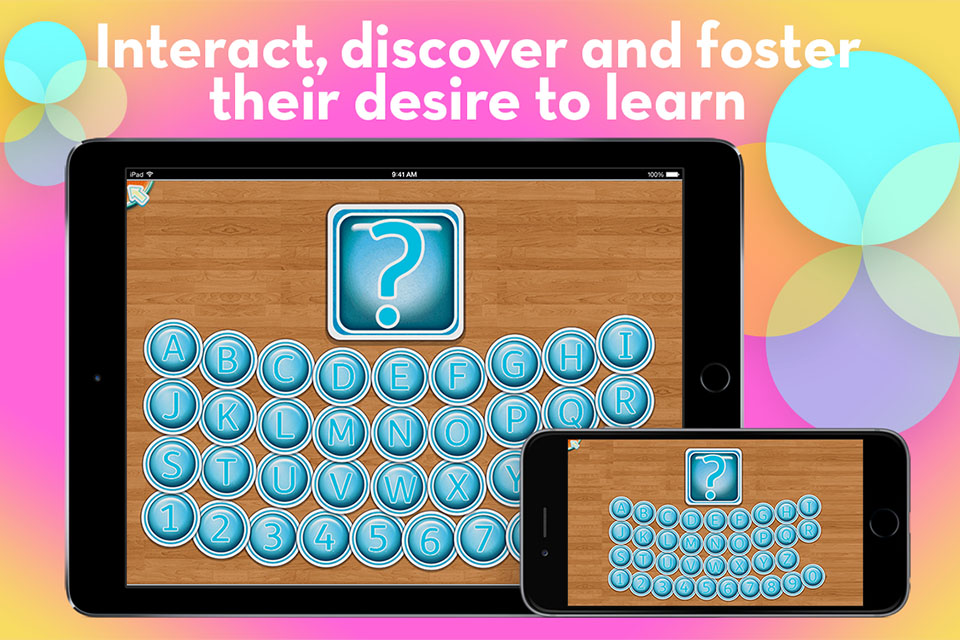 Interact, discover and foster
their desire to learn
iPad 9:41 AM 100%
?
A B C D E F G H I
J K L M N O P Q R
S T U V W X Y
1 2 3 4 5 6 7
?
A B C D E F G H I
J K L M N O P Q R
S T U V W X Y Z
1 2 3 4 5 6 7 8 9 0